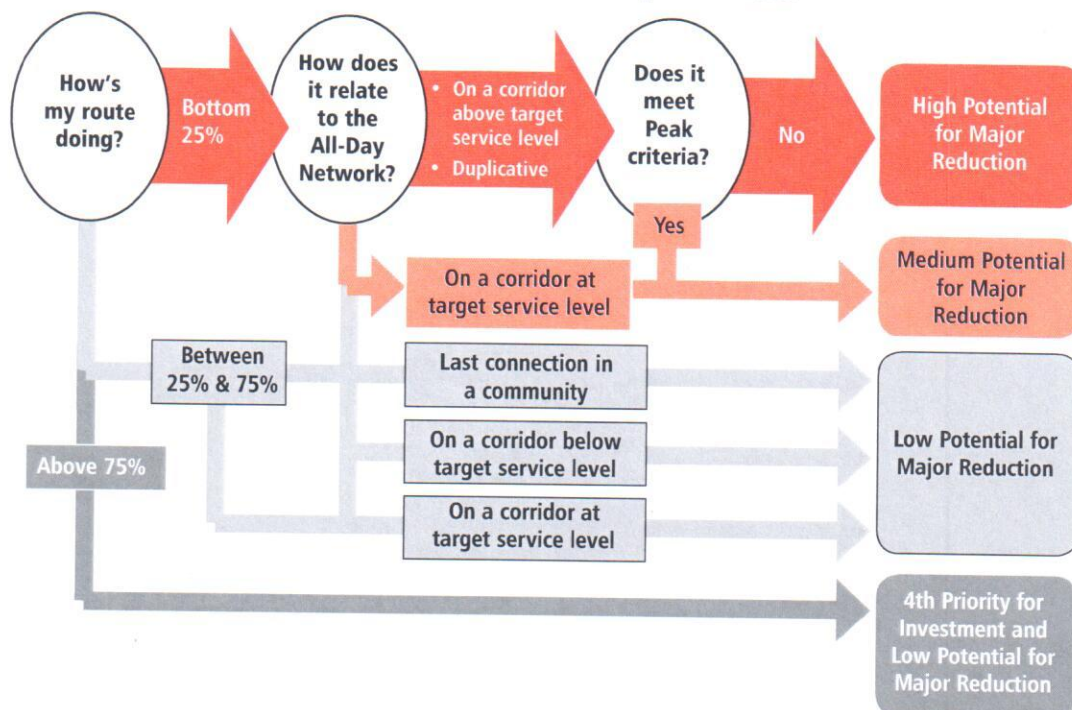 How's
my route
doing?
Bottom
25%
How does
it relate
to the
All-Day
Network?
• On a corridor
above target
service level
• Duplicative
Does it
meet
Peak
criteria?
No
High Potential
for Major
Reduction
Yes
On a corridor at
target service level
Medium Potential
for Major
Reduction
Between
25% & 75%
Last connection in
a community
On a corridor below
target service level
On a corridor at
target service level
Low Potential for
Major Reduction
Above 75%
4th Priority for
Investment and
Low Potential for
Major Reduction